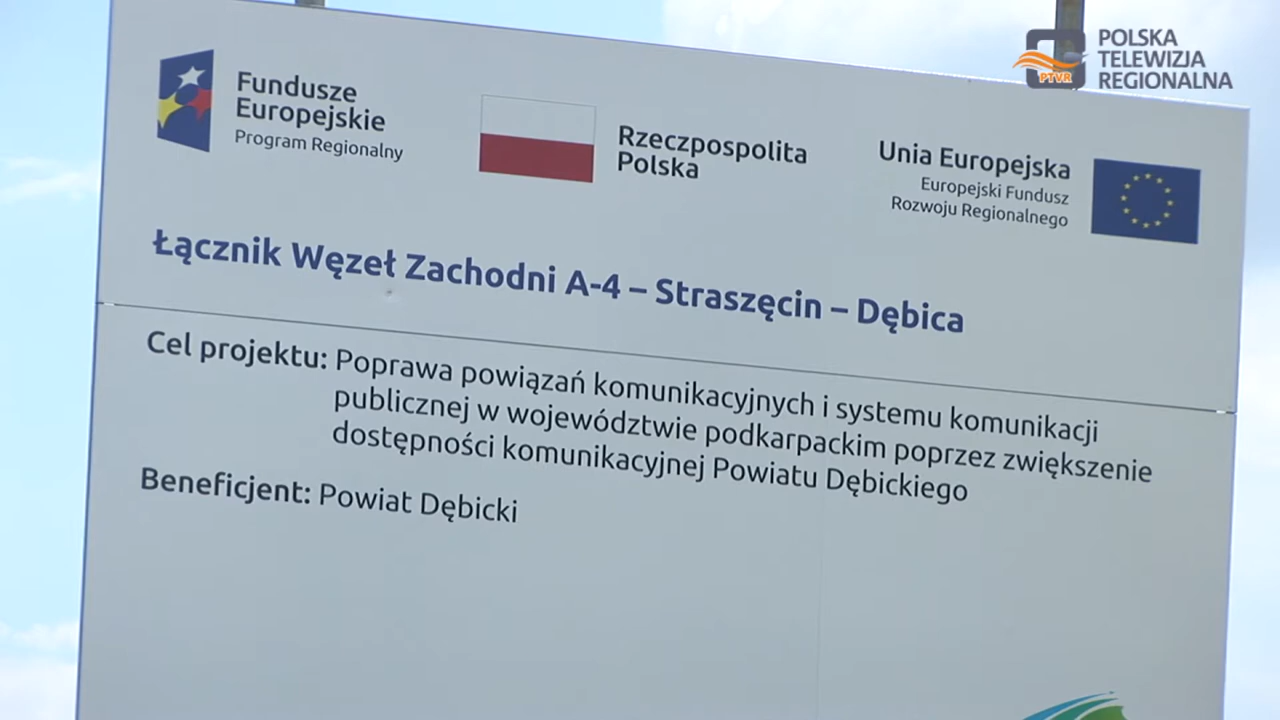 POLSKA
TELEWIZJA
REGIONALNA
PTVR
Fundusze
Europejskie
Program Regionalny
Rzeczpospolita
Polska
Unia Europejska
Europejski Fundusz
Rozwoju Regionalnego
Łącznik Węzeł Zachodni A-4 – Straszęcin – Dębica
Cel projektu: Poprawa powiązań komunikacyjnych i systemu komunikacji
publicznej w województwie podkarpackim poprzez zwiększenie
dostępności komunikacyjnej Powiatu Dębickiego
Beneficjent: Powiat Dębicki